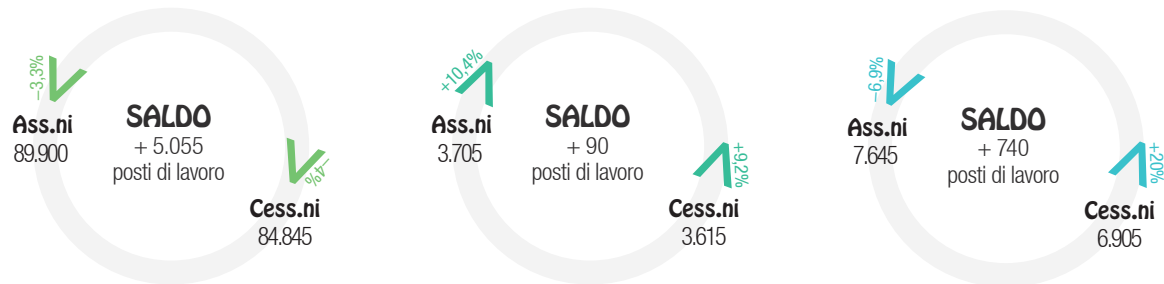 −3,3%
Ass.ni
89.900
SALDO
+ 5.055
posti di lavoro
−4%
Cess.ni
84.845
+10,4%
Ass.ni
3.705
SALDO
+ 90
posti di lavoro
+9,2%
Cess.ni
3.615
−6,9%
Ass.ni
7.645
SALDO
+ 740
posti di lavoro
+20%
Cess.ni
6.905